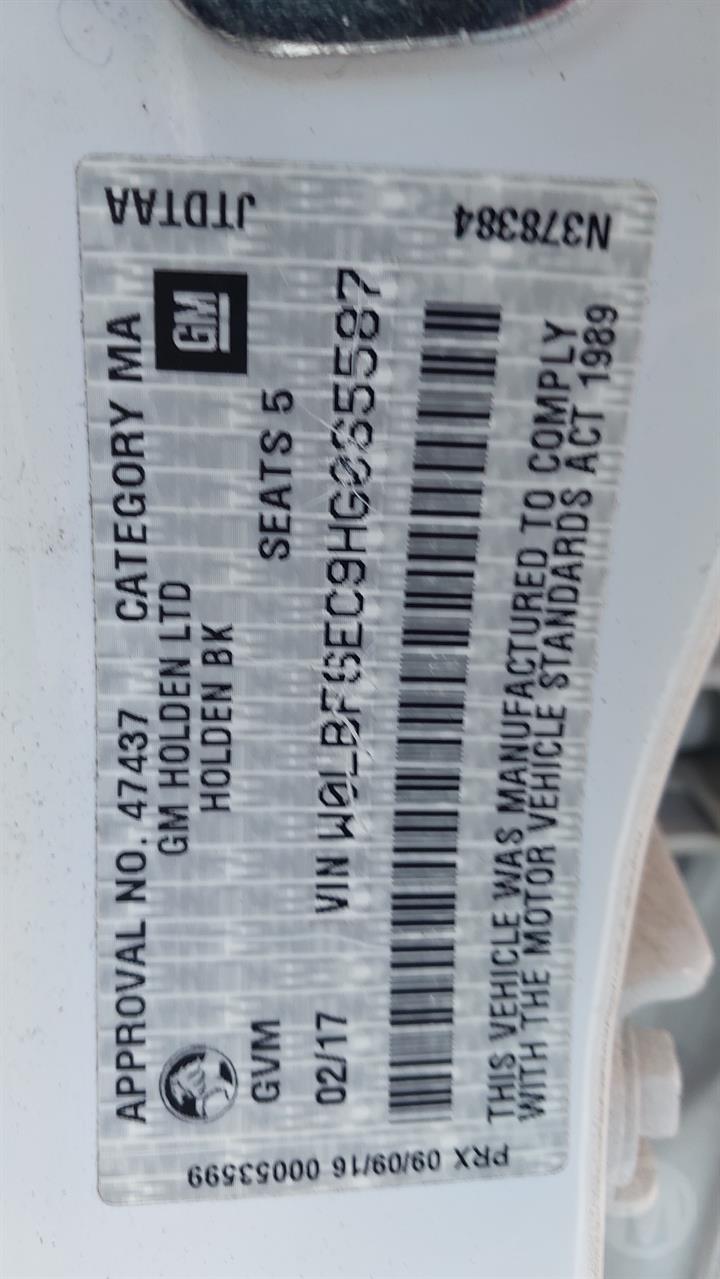 JTDTAA
N378384
APPROVAL NO. 47437 CATEGORY MA
GM HOLDEN LTD
GM
HOLDEN BK
GVM SEATS 5
02/17 VIN W0LBF6EC9HG065587
THIS VEHICLE WAS MANUFACTURED TO COMPLY
WITH THE MOTOR VEHICLE STANDARDS ACT 1989
PRX 09/09/16 00053599